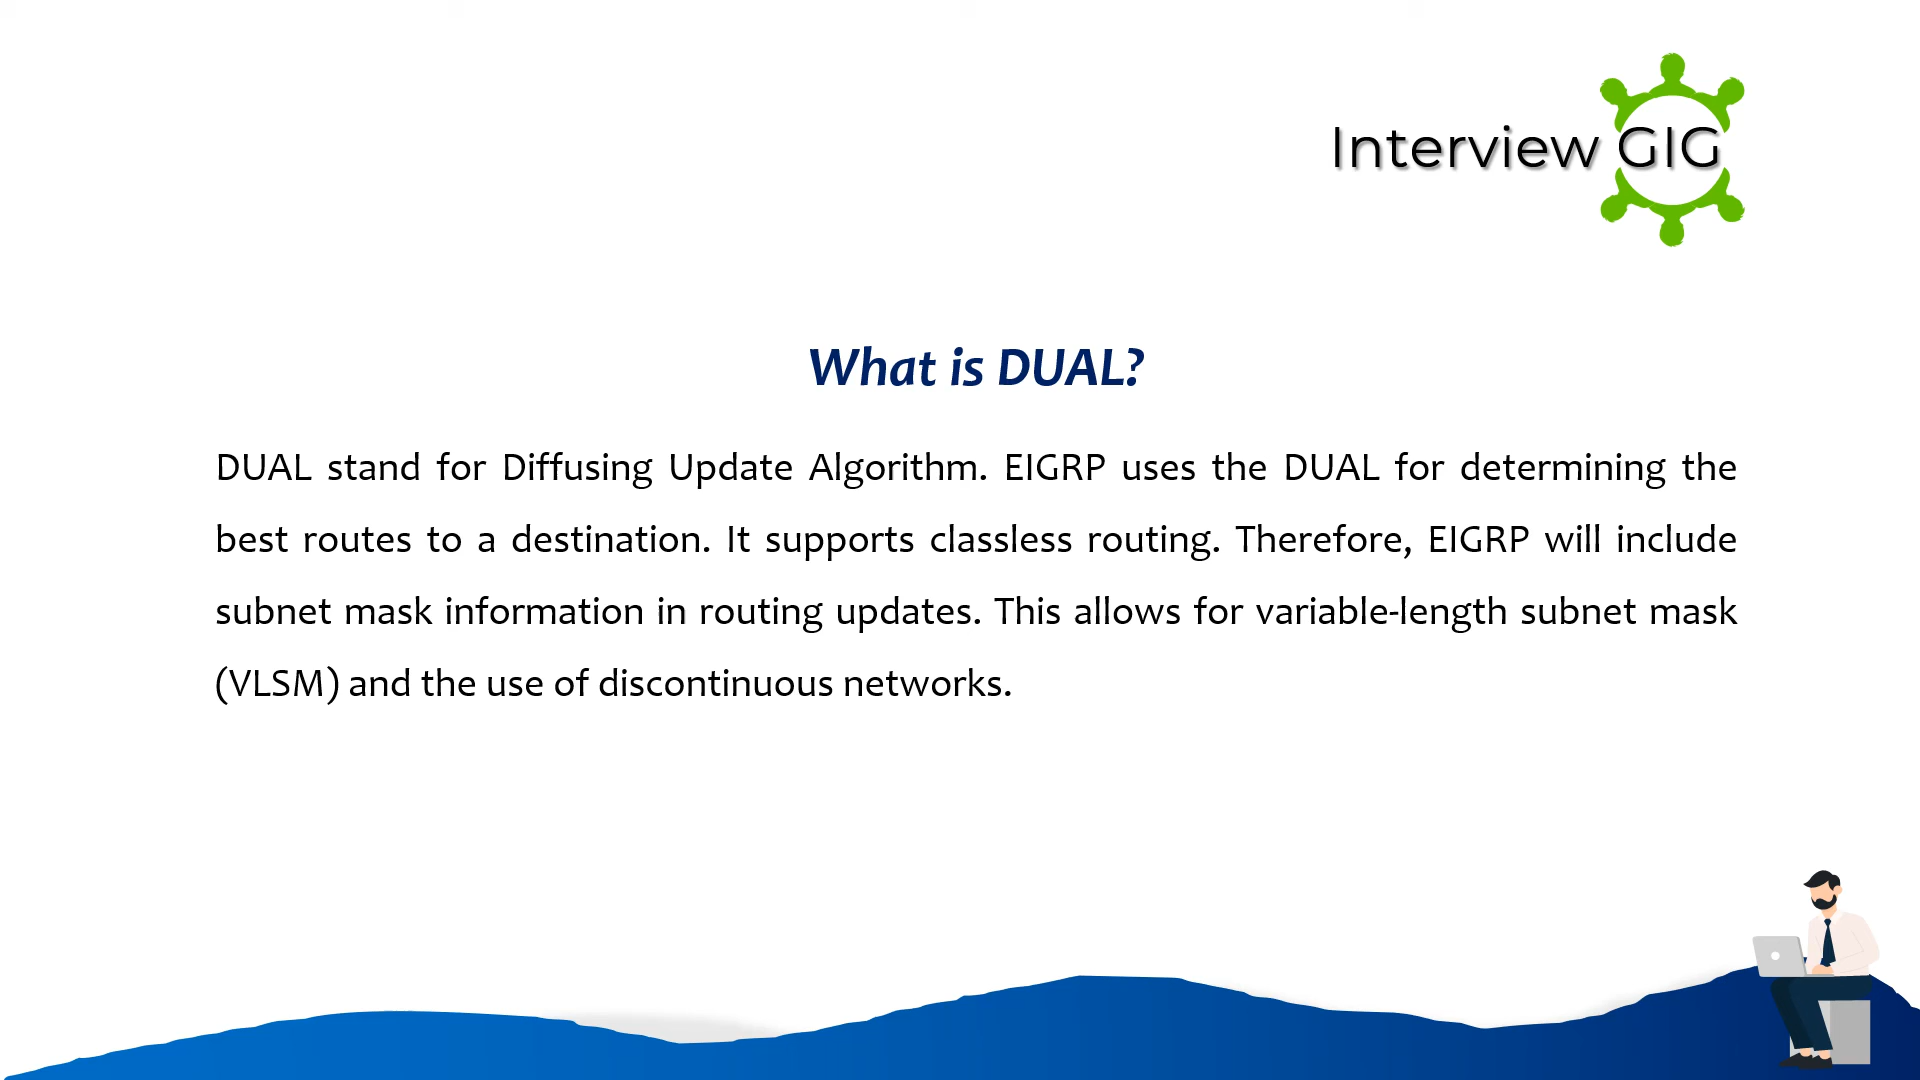 Interview GIG
What is DUAL?
DUAL stand for Diffusing Update Algorithm. EIGRP uses the DUAL for determining the
best routes to a destination. It supports classless routing. Therefore, EIGRP will include
subnet mask information in routing updates. This allows for variable-length subnet mask
(VLSM) and the use of discontinuous networks.